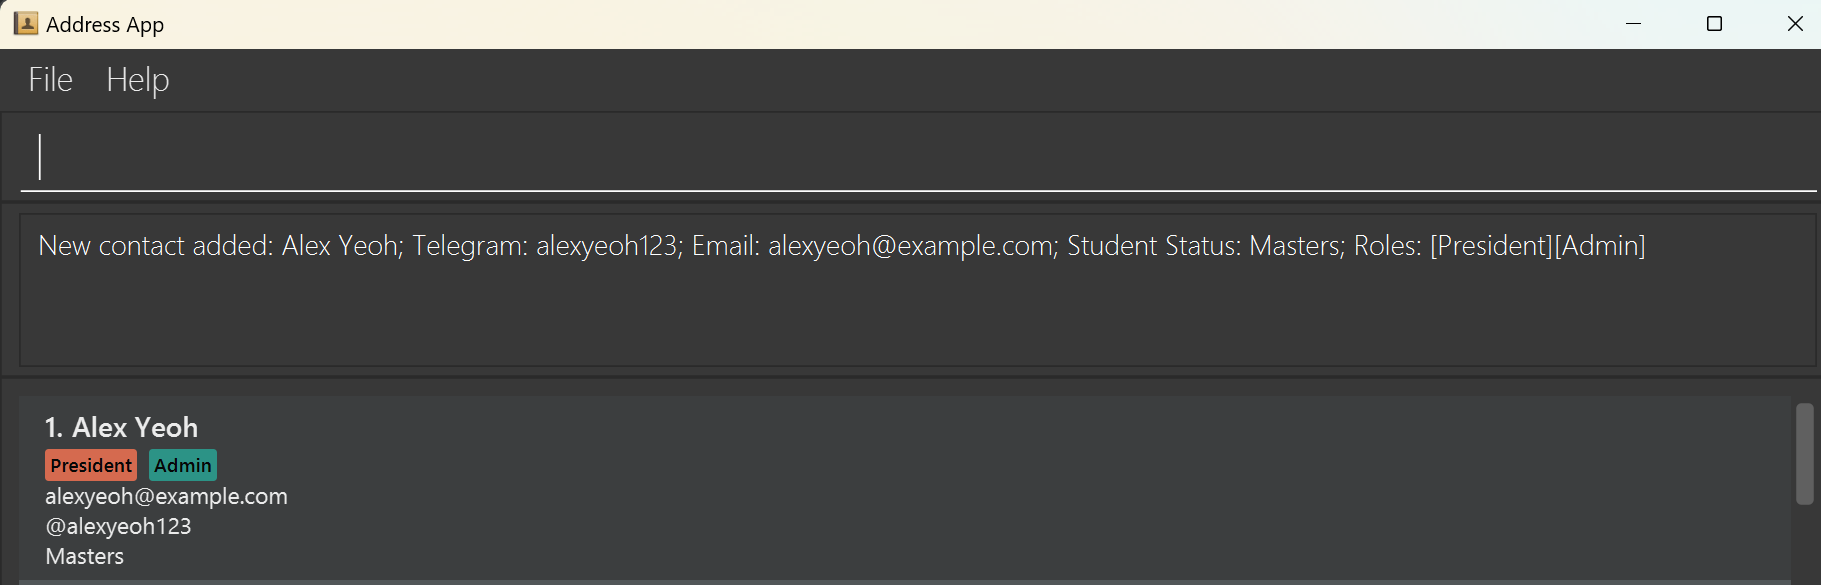 Address App
File Help
New contact added: Alex Yeoh; Telegram: alexyeoh123; Email: alexyeoh@example.com; Student Status: Masters; Roles: [President][Admin]
1. Alex Yeoh
President Admin
alexyeoh@example.com
@alexyeoh123
Masters